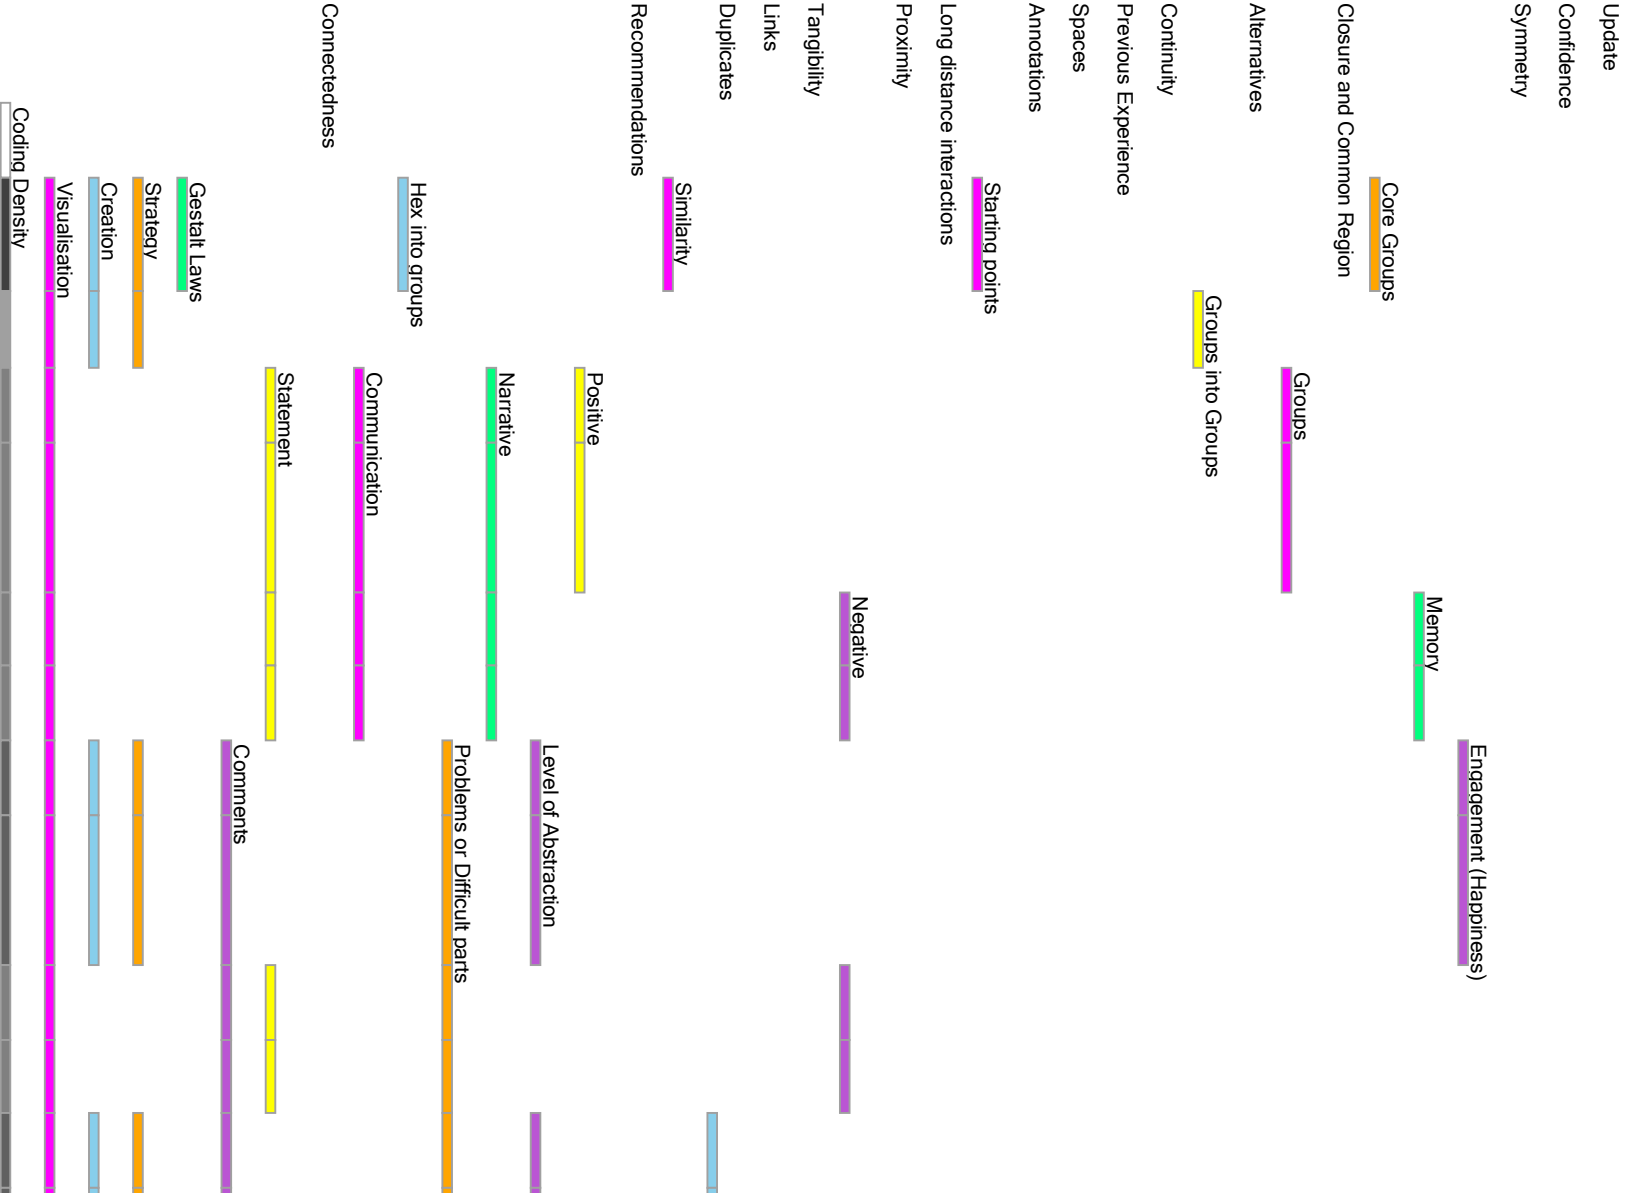 Coding Density
Visualisation
Creation
Strategy
Gestalt Laws
Comments
Statement
Connectedness
Communication
Hex into groups
Problems or Difficult parts
Narrative
Level of Abstraction
Positive
Recommendations
Similarity
Duplicates
Links
Tangibility
Negative
Proximity
Long distance interactions
Starting points
Annotations
Spaces
Previous Experience
Continuity
Groups into Groups
Alternatives
Groups
Closure and Common Region
Core Groups
Memory
Engagement (Happiness)
Symmetry
Confidence
Update